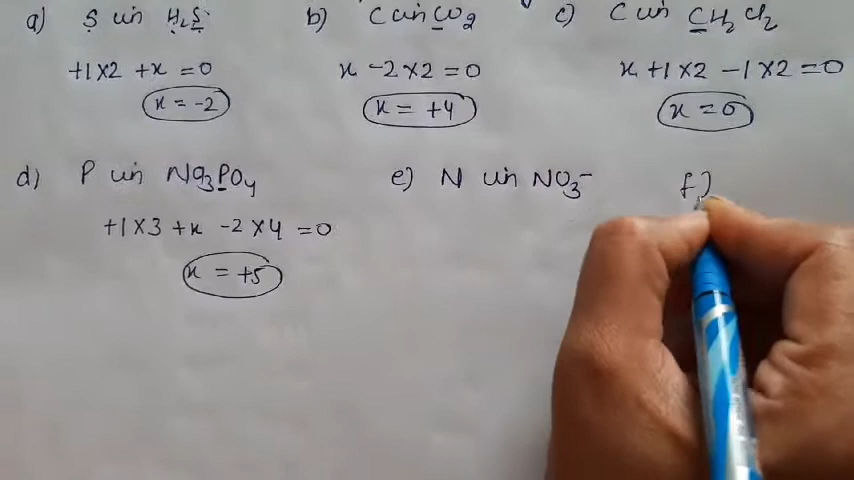 a) S in H₂S b) C in CO₂ c) C in CH₂Cl₂
+1×2 +x =0 x -2×2 =0 x +1×2 -1×2 =0
x = -2 x = +4 x = 0
d) P in Na₃PO₄ e) N in NO₃⁻ f)
+1×3 +x -2×4 =0
x = +5